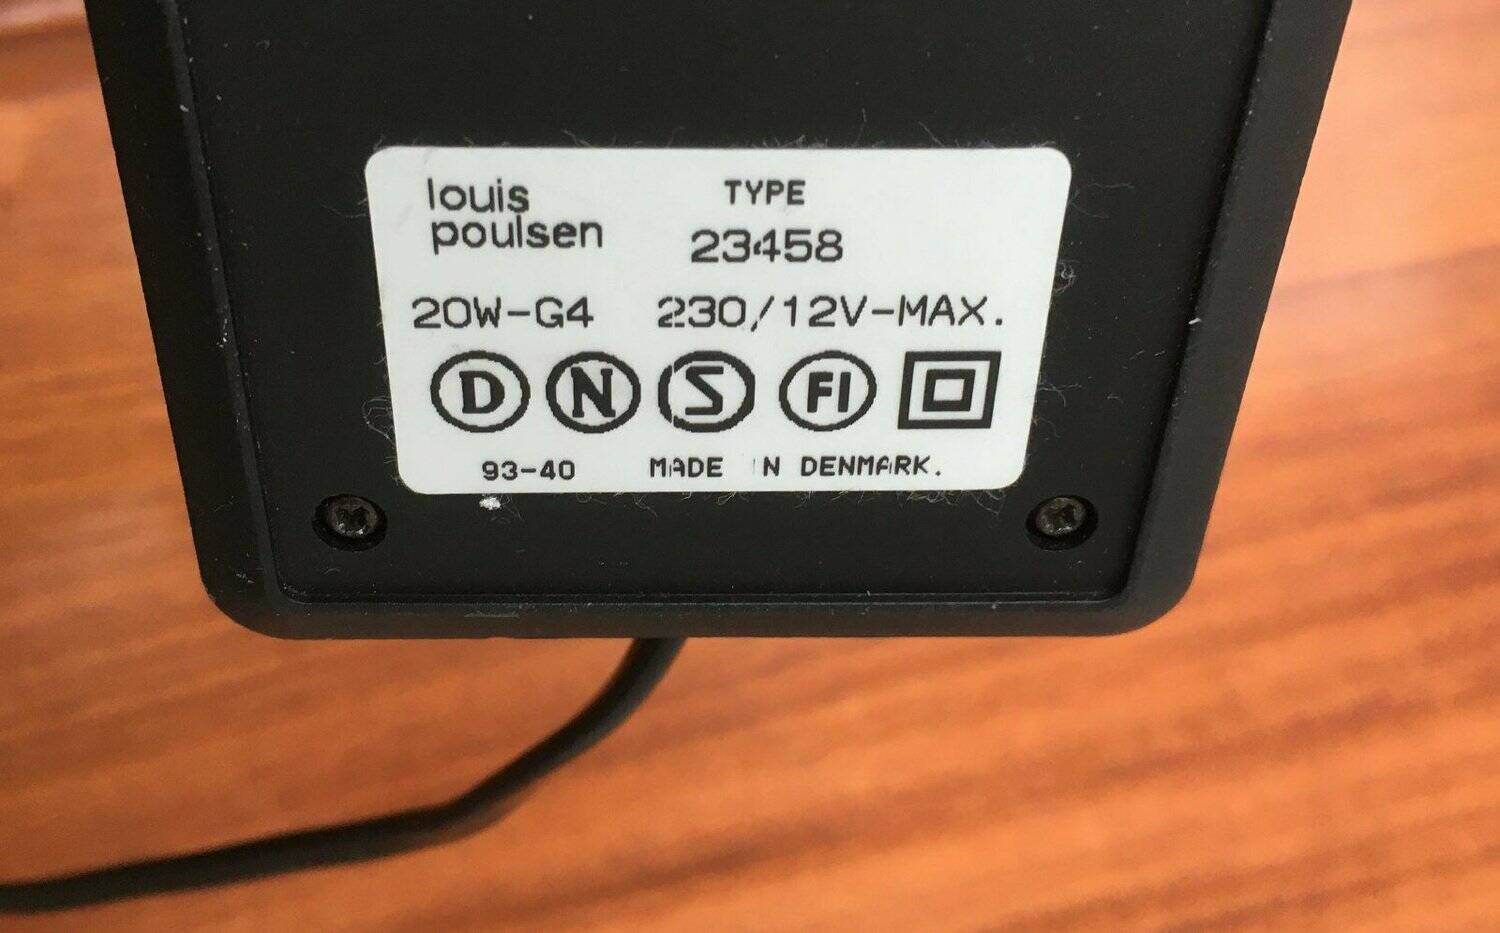 louis
poulsen
TYPE
23458
20W-G4 230/12V-MAX.
D N S FI
93-40 MADE IN DENMARK.